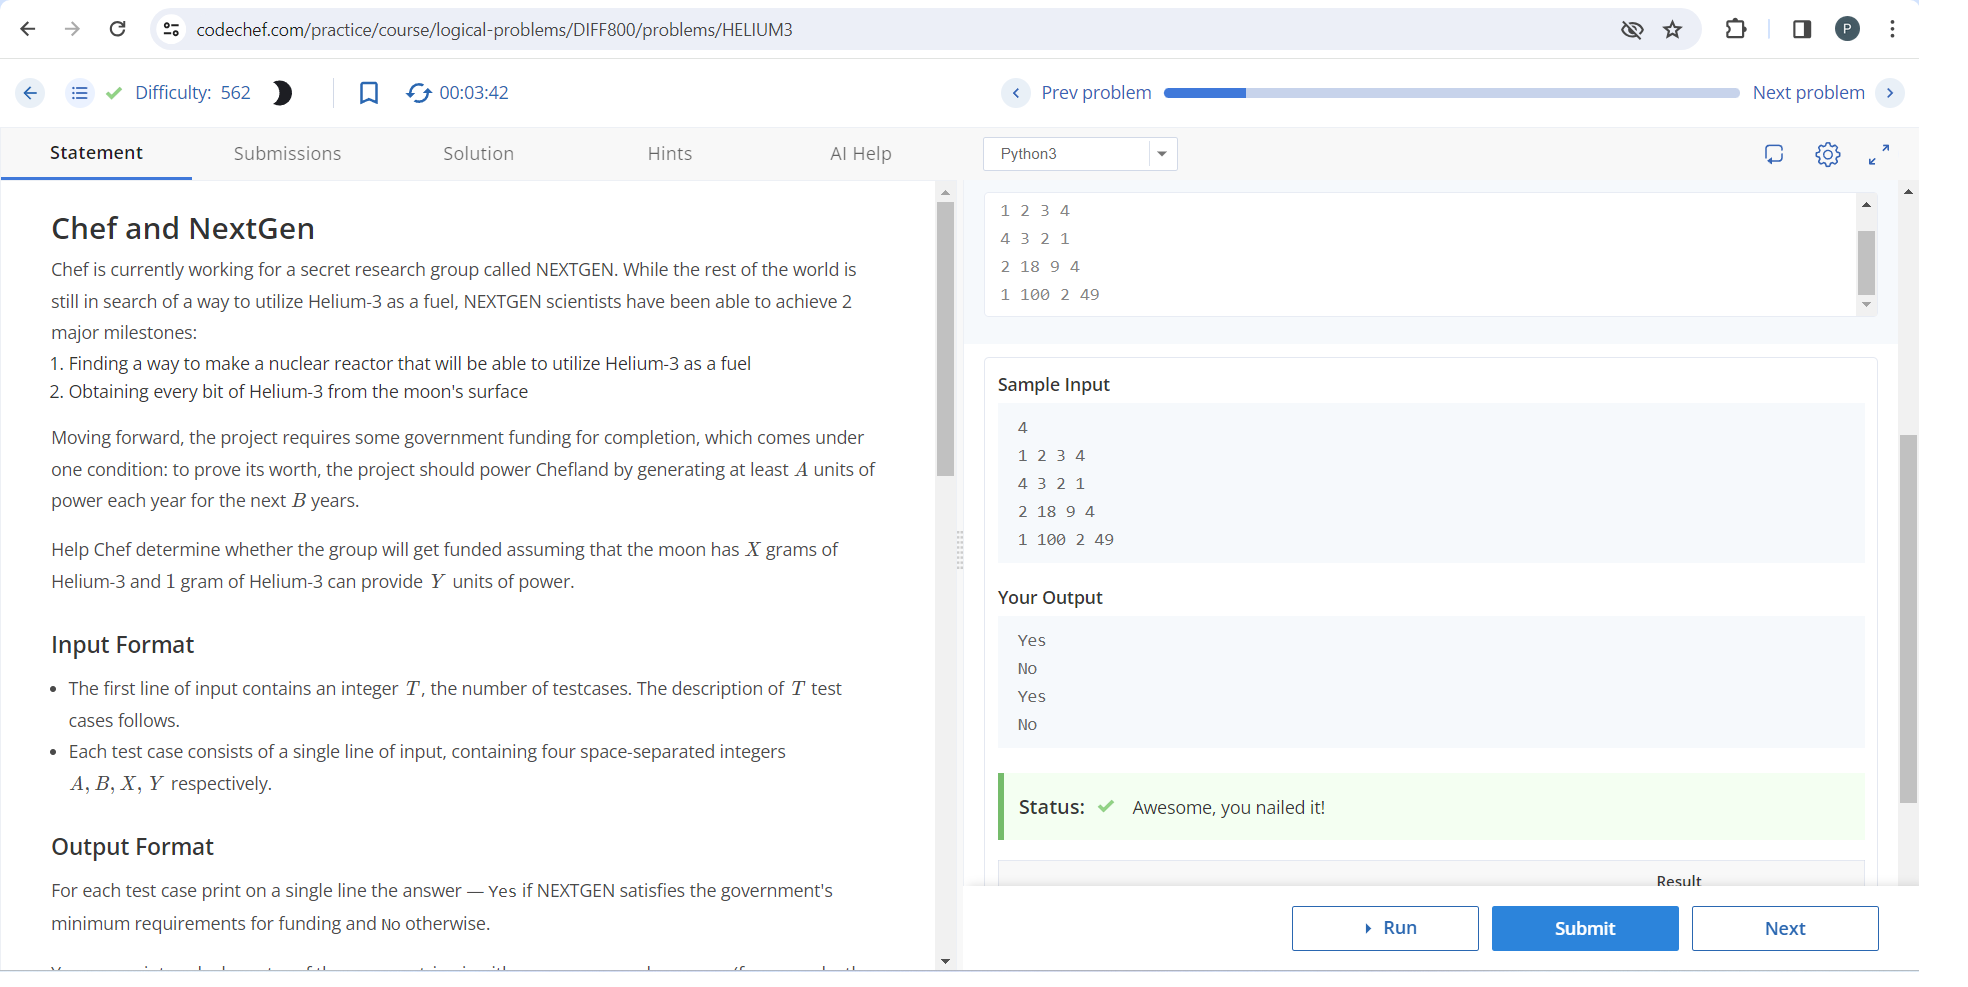 codechef.com/practice/course/logical-problems/DIFF800/problems/HELIUM3
P
Difficulty: 562
00:03:42
Prev problem
Next problem
Statement
Submissions
Solution
Hints
AI Help
Python3
Chef and NextGen
Chef is currently working for a secret research group called NEXTGEN. While the rest of the world is
still in search of a way to utilize Helium-3 as a fuel, NEXTGEN scientists have been able to achieve 2
major milestones:
1. Finding a way to make a nuclear reactor that will be able to utilize Helium-3 as a fuel
2. Obtaining every bit of Helium-3 from the moon's surface
Moving forward, the project requires some government funding for completion, which comes under
one condition: to prove its worth, the project should power Chefland by generating at least A units of
power each year for the next B years.
Help Chef determine whether the group will get funded assuming that the moon has X grams of
Helium-3 and 1 gram of Helium-3 can provide Y units of power.
Input Format
• The first line of input contains an integer T, the number of testcases. The description of T test
cases follows.
• Each test case consists of a single line of input, containing four space-separated integers
A, B, X, Y respectively.
Output Format
For each test case print on a single line the answer — Yes if NEXTGEN satisfies the government's
minimum requirements for funding and No otherwise.
1 2 3 4
4 3 2 1
2 18 9 4
1 100 2 49
Sample Input
4
1 2 3 4
4 3 2 1
2 18 9 4
1 100 2 49
Your Output
Yes
No
Yes
No
Status: Awesome, you nailed it!
Result
Run
Submit
Next